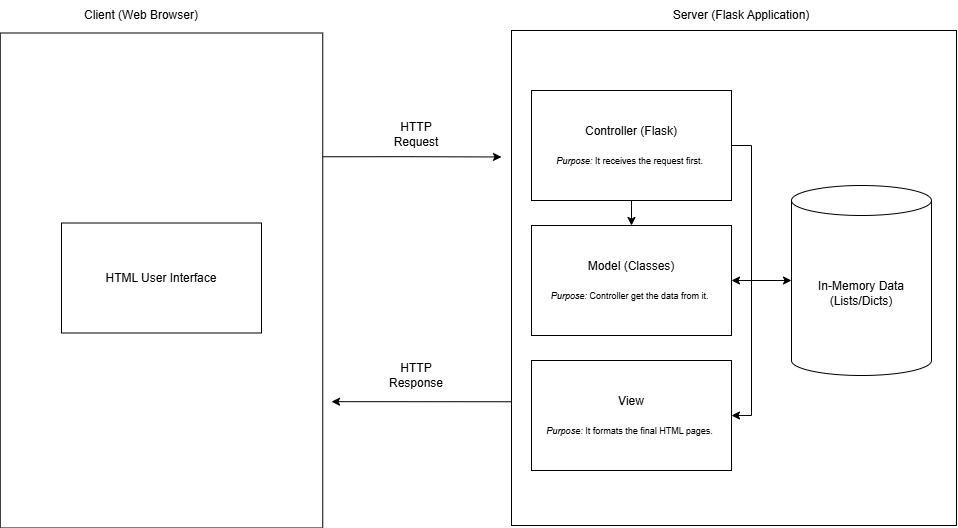 Client (Web Browser)
Server (Flask Application)
HTTP
Request
Controller (Flask)
Purpose: It receives the request first.
HTML User Interface
Model (Classes)
Purpose: Controller get the data from it.
In-Memory Data
(Lists/Dicts)
HTTP
Response
View
Purpose: It formats the final HTML pages.